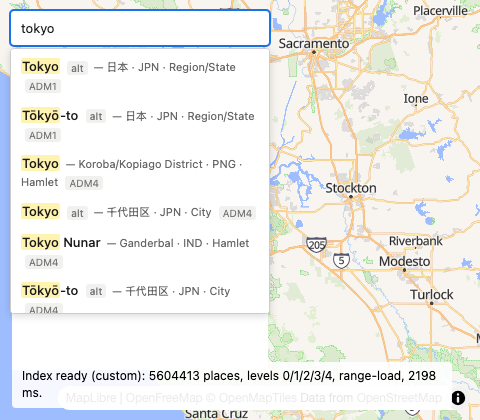 Placerville
tokyo
Sacramento
Tokyo alt — 日本 · JPN · Region/State
ADM1
Ione
Tōkyō-to alt — 日本 · JPN · Region/State
ADM1
Tokyo — Koroba/Kopiago District · PNG ·
Hamlet ADM4
Stockton
Tokyo alt — 千代田区 · JPN · City ADM4
Tokyo Nunar — Ganderbal · IND · Hamlet
ADM4
205
Riverbank
5
Modesto
Tōkyō-to alt — 千代田区 · JPN · City
ADM4
Turlock
Index ready (custom): 5604413 places, levels 0/1/2/3/4, range-load, 2198
ms.
MapLibre | OpenFreeMap © OpenMapTiles Data from OpenStreetMap
Santa Cruz